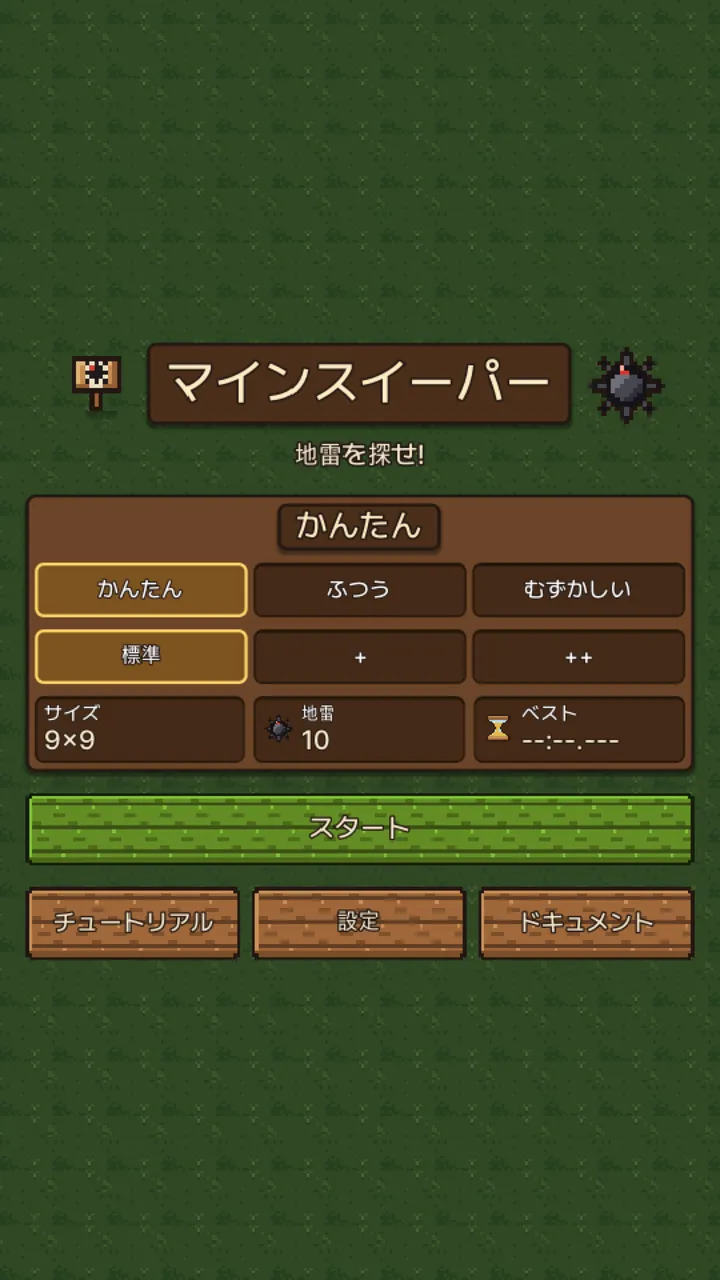 マインスイーパー
地雷を探せ!
かんたん
かんたん ふつう むずかしい
標準 + ++
サイズ 地雷 ベスト
9×9 10 --:--.---
スタート
チュートリアル 設定 ドキュメント